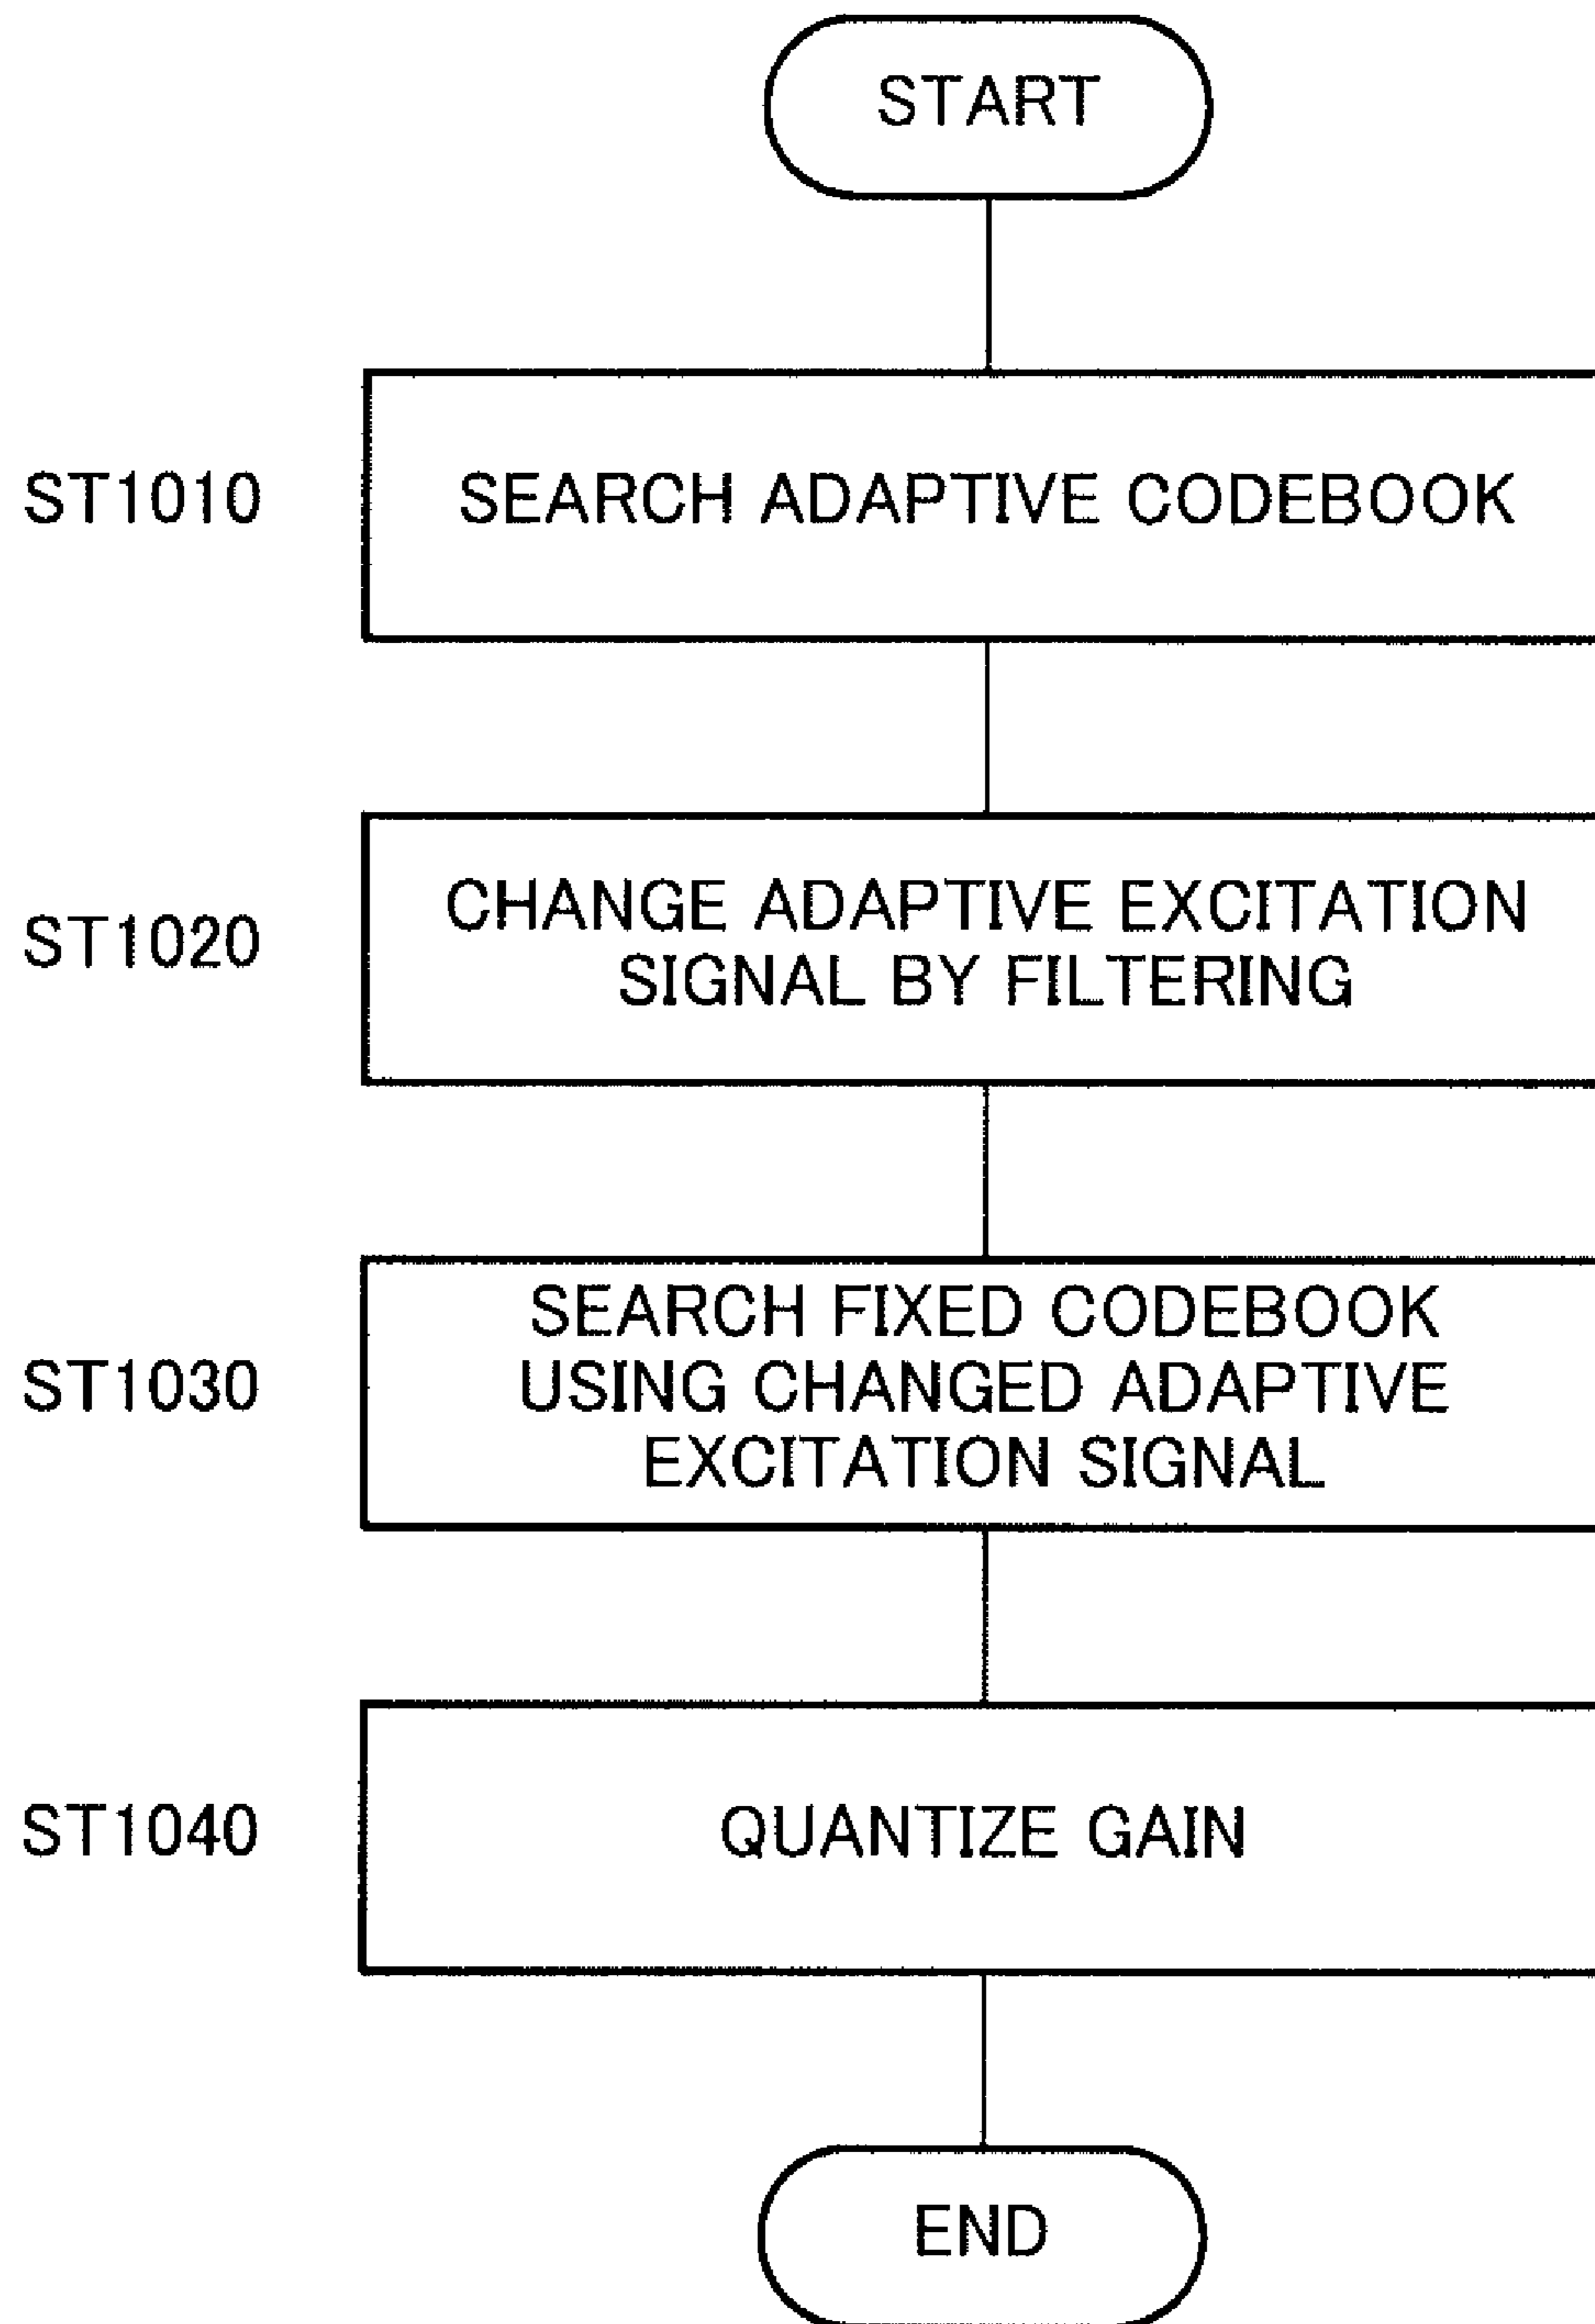 START
ST1010
SEARCH ADAPTIVE CODEBOOK
ST1020
CHANGE ADAPTIVE EXCITATION
SIGNAL BY FILTERING
ST1030
SEARCH FIXED CODEBOOK
USING CHANGED ADAPTIVE
EXCITATION SIGNAL
ST1040
QUANTIZE GAIN
END